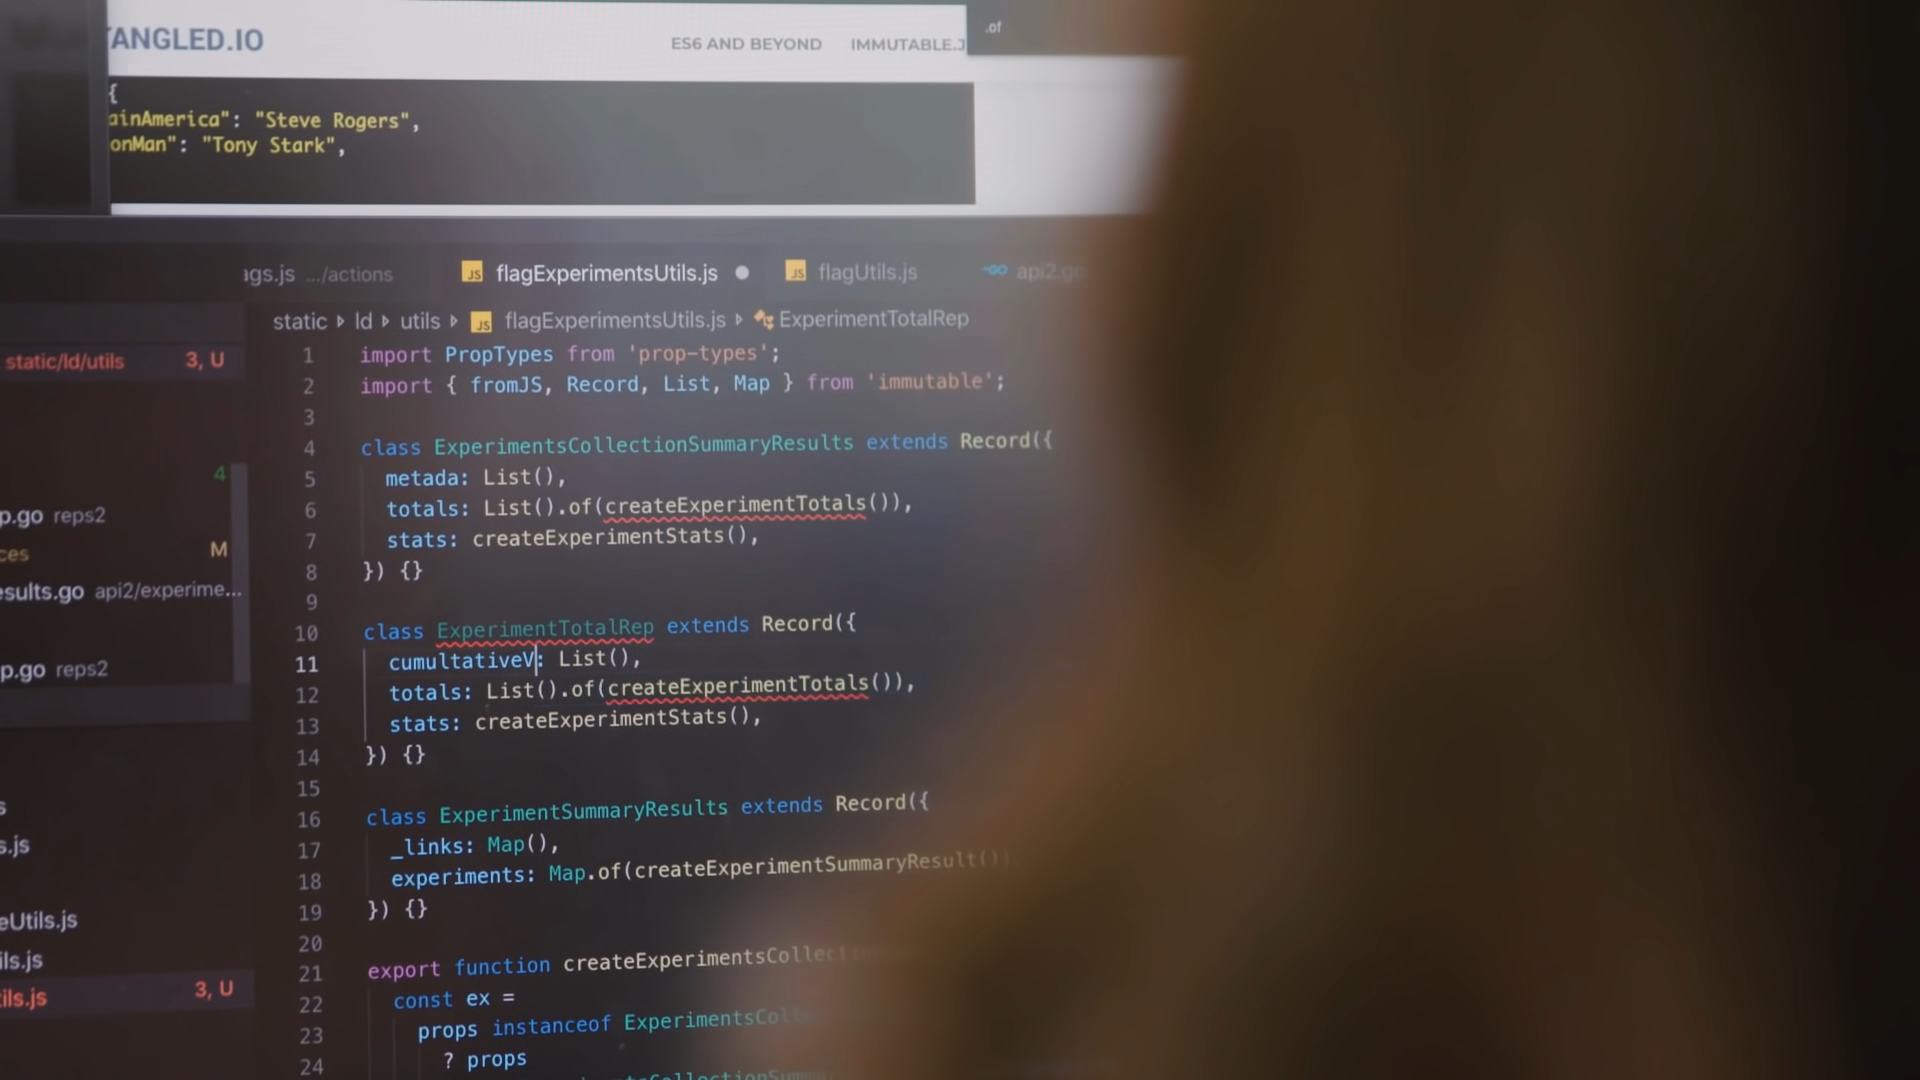 TANGLED.IO
ES6 AND BEYOND
IMMUTABLE.J
.of
{
ainAmerica": "Steve Rogers",
onMan": "Tony Stark",
ags.js .../actions
flagExperimentsUtils.js
flagUtils.js
api2.go
static ld utils flagExperimentsUtils.js ExperimentTotalRep
static/ld/utils 3, U
4
p.go reps2
ces M
esults.go api2/experime...
p.go reps2
s
s.js
eUtils.js
ils.js
ils.js 3, U
1 import PropTypes from 'prop-types';
2 import { fromJS, Record, List, Map } from 'immutable';
3
4 class ExperimentsCollectionSummaryResults extends Record({
5 metada: List(),
6 totals: List().of(createExperimentTotals()),
7 stats: createExperimentStats(),
8 }) {}
9
10 class ExperimentTotalRep extends Record({
11 cumultativeV: List(),
12 totals: List().of(createExperimentTotals()),
13 stats: createExperimentStats(),
14 }) {}
15
16 class ExperimentSummaryResults extends Record({
17 _links: Map(),
18 experiments: Map.of(createExperimentSummaryResult())
19 }) {}
20
21 export function createExperimentsCollecti
22 const ex =
23 props instanceof ExperimentsColle
24 ? props